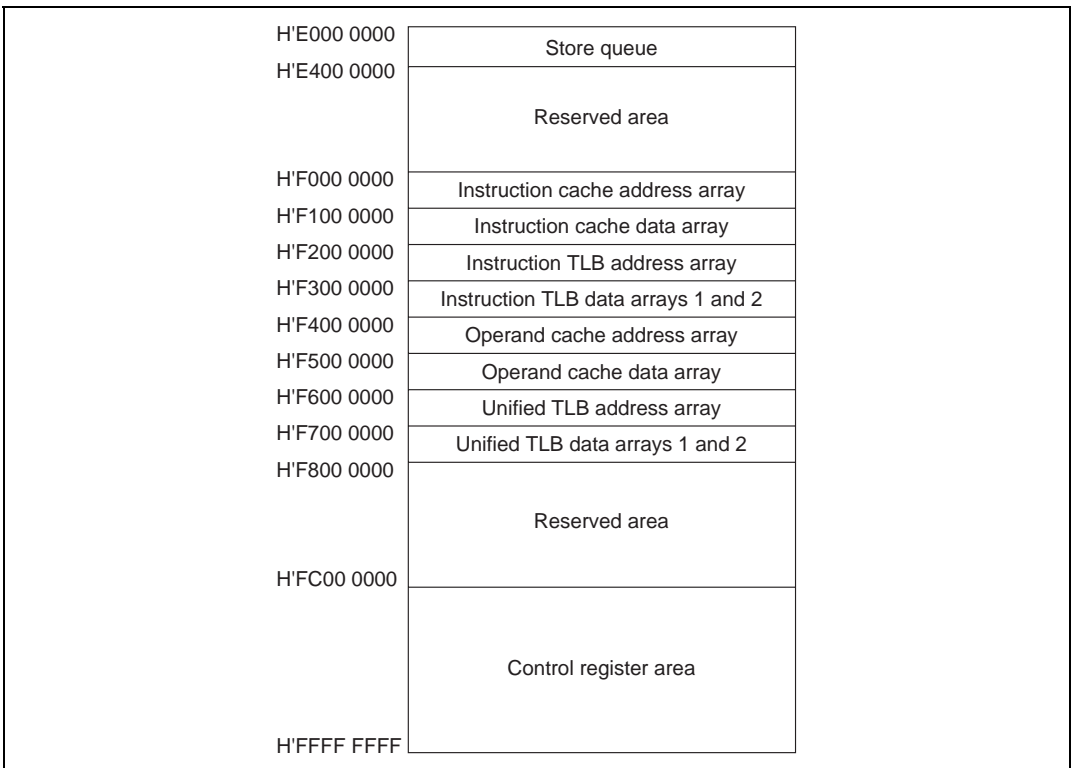 H'E000 0000
Store queue
H'E400 0000
Reserved area
H'F000 0000
Instruction cache address array
H'F100 0000
Instruction cache data array
H'F200 0000
Instruction TLB address array
H'F300 0000
Instruction TLB data arrays 1 and 2
H'F400 0000
Operand cache address array
H'F500 0000
Operand cache data array
H'F600 0000
Unified TLB address array
H'F700 0000
Unified TLB data arrays 1 and 2
H'F800 0000
Reserved area
H'FC00 0000
Control register area
H'FFFF FFFF